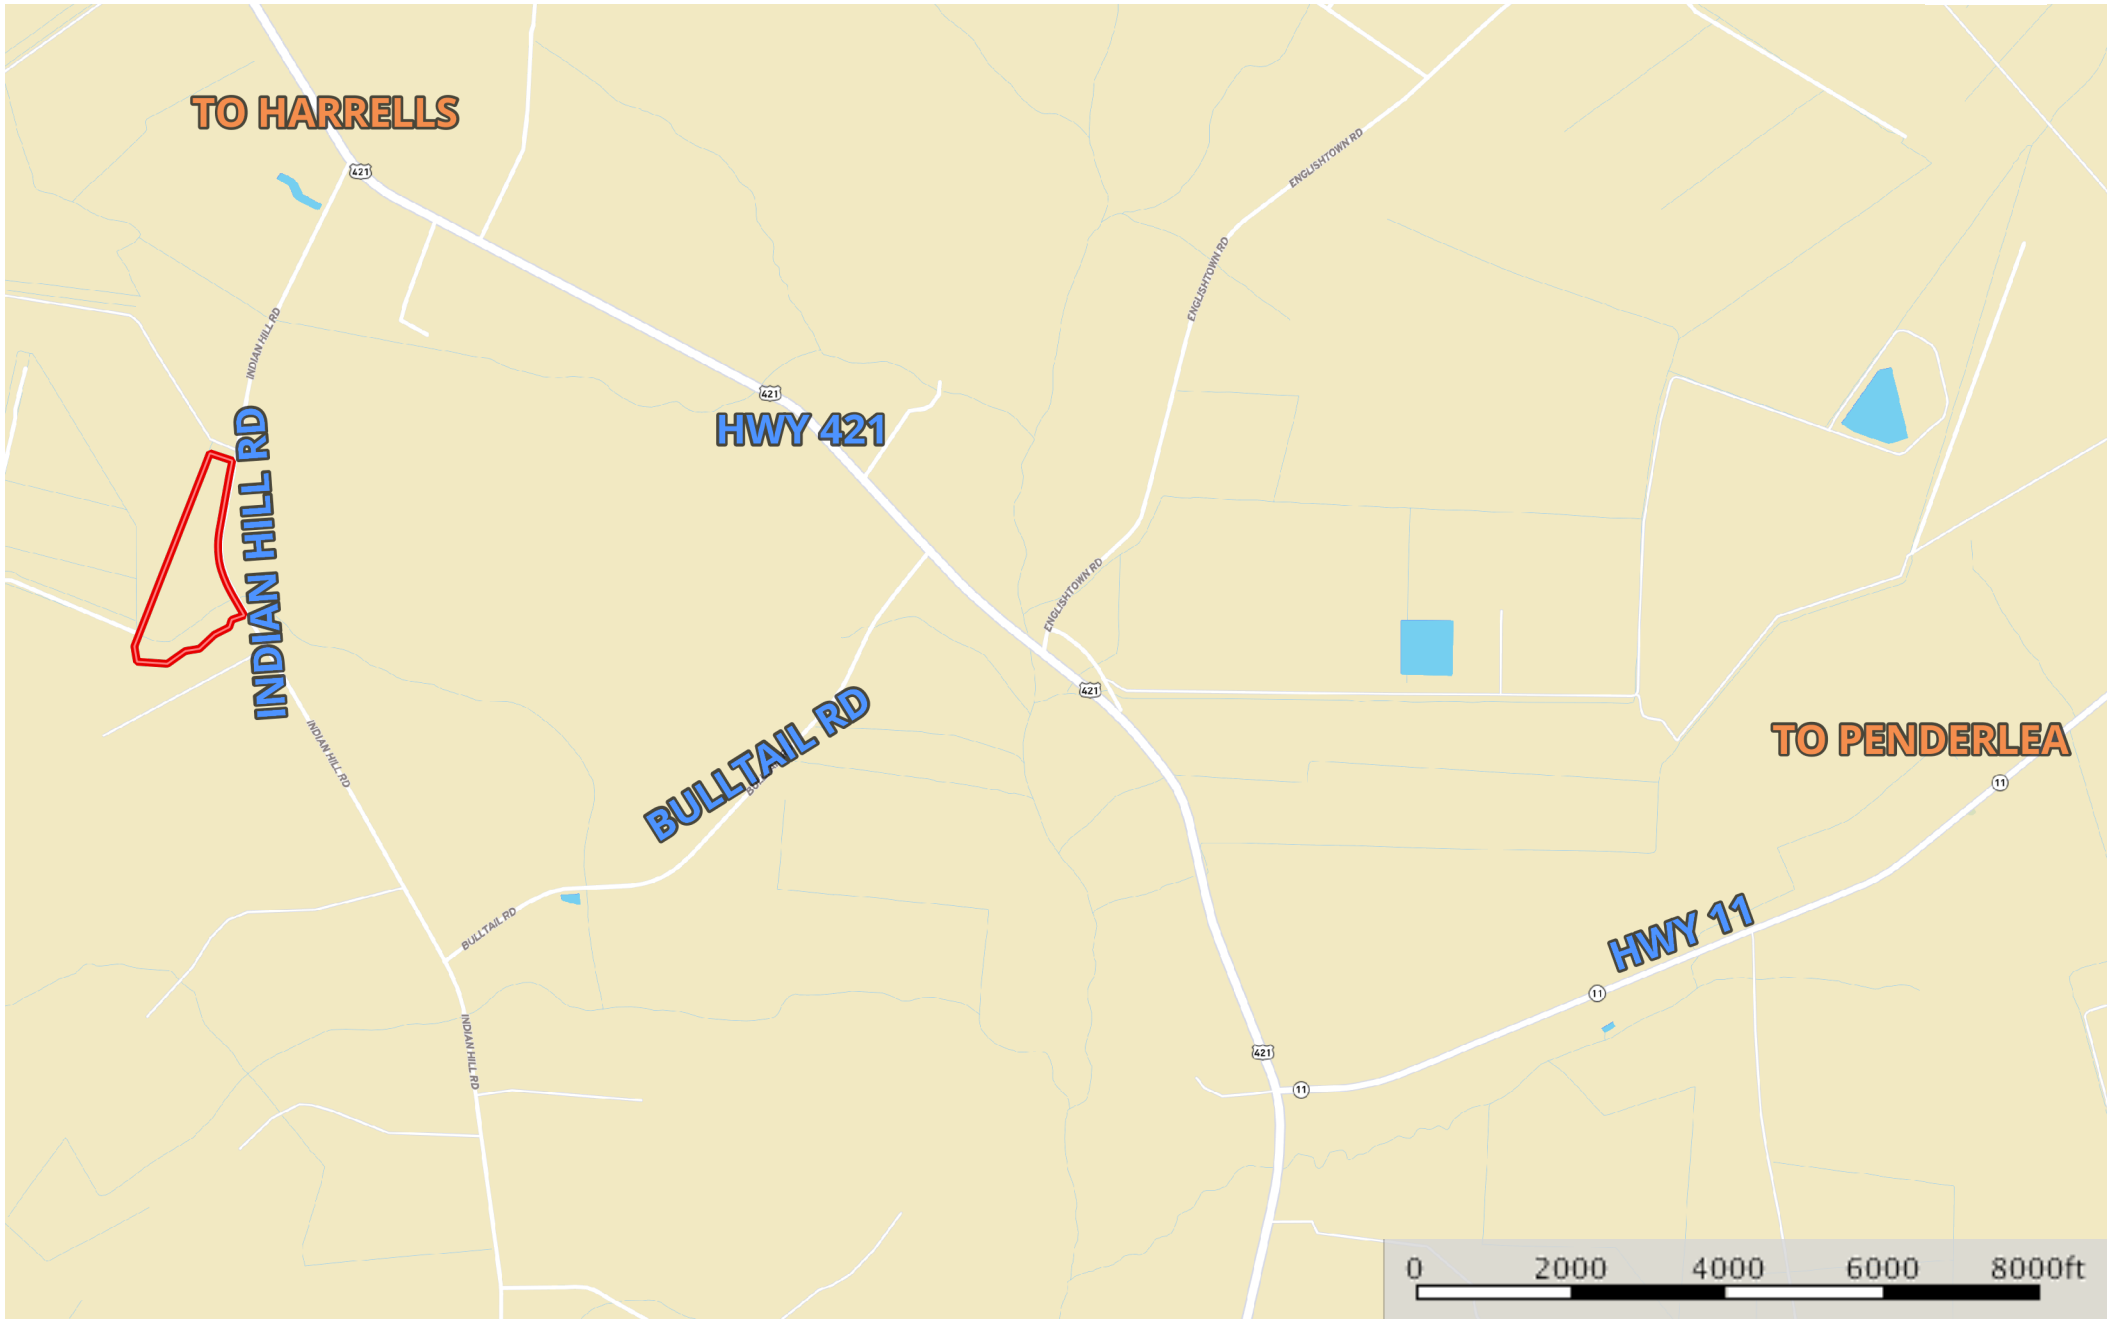 TO HARRELLS
421
ENGLISHTOWN RD
ENGLISHTOWN RD
INDIAN HILL RD
421
HWY 421
INDIAN HILL RD
ENGLISHTOWN RD
421
BULLTAIL RD
TO PENDERLEA
INDIAN HILL RD
11
BULLTAIL RD
HWY 11
11
INDIAN HILL RD
421
11
0 2000 4000 6000 8000ft